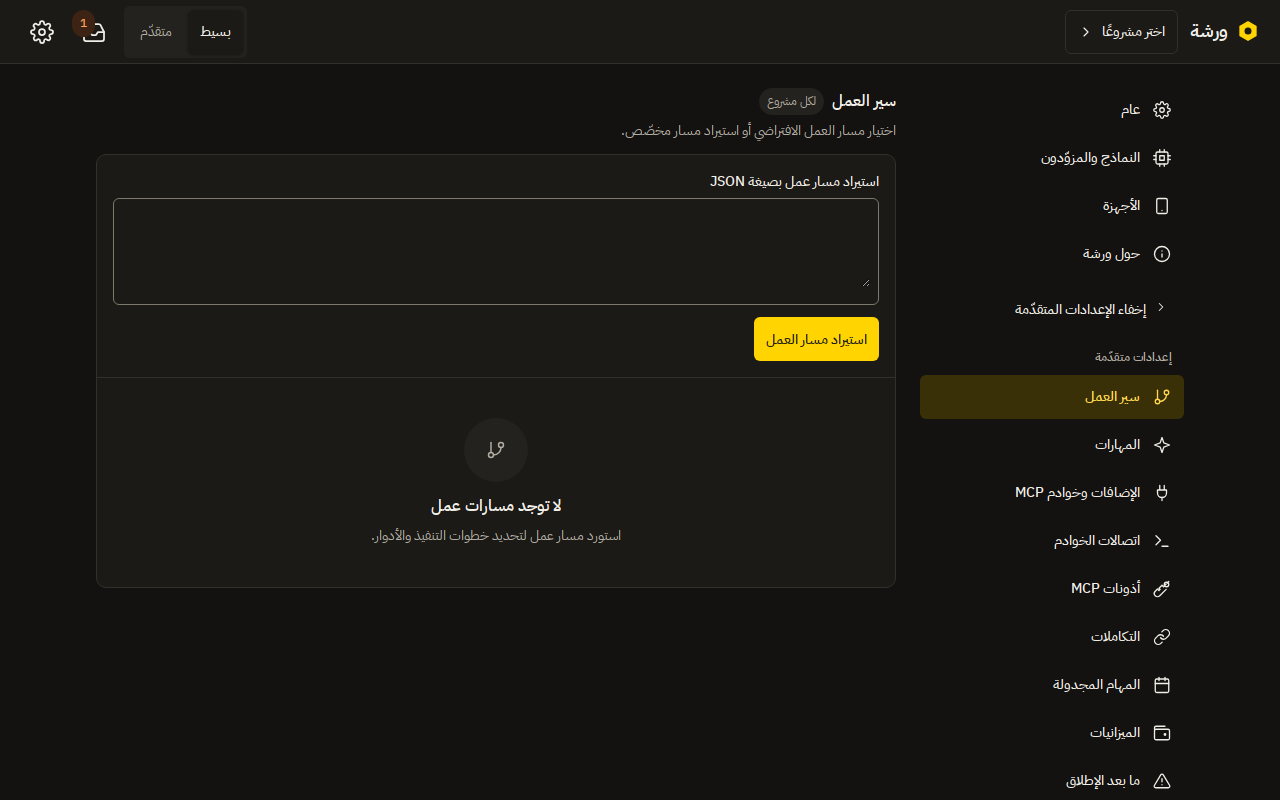 ورشة
اختر مشروعًا
بسيط
متقدّم
1
عام
النماذج والمزوّدون
الأجهزة
حول ورشة
إخفاء الإعدادات المتقدّمة
إعدادات متقدّمة
سير العمل
المهارات
الإضافات وخوادم MCP
اتصالات الخوادم
أذونات MCP
التكاملات
المهام المجدولة
الميزانيات
ما بعد الإطلاق
سير العمل
لكل مشروع
اختيار مسار العمل الافتراضي أو استيراد مسار مخصّص.
استيراد مسار عمل بصيغة JSON
استيراد مسار العمل
لا توجد مسارات عمل
استورد مسار عمل لتحديد خطوات التنفيذ والأدوار.